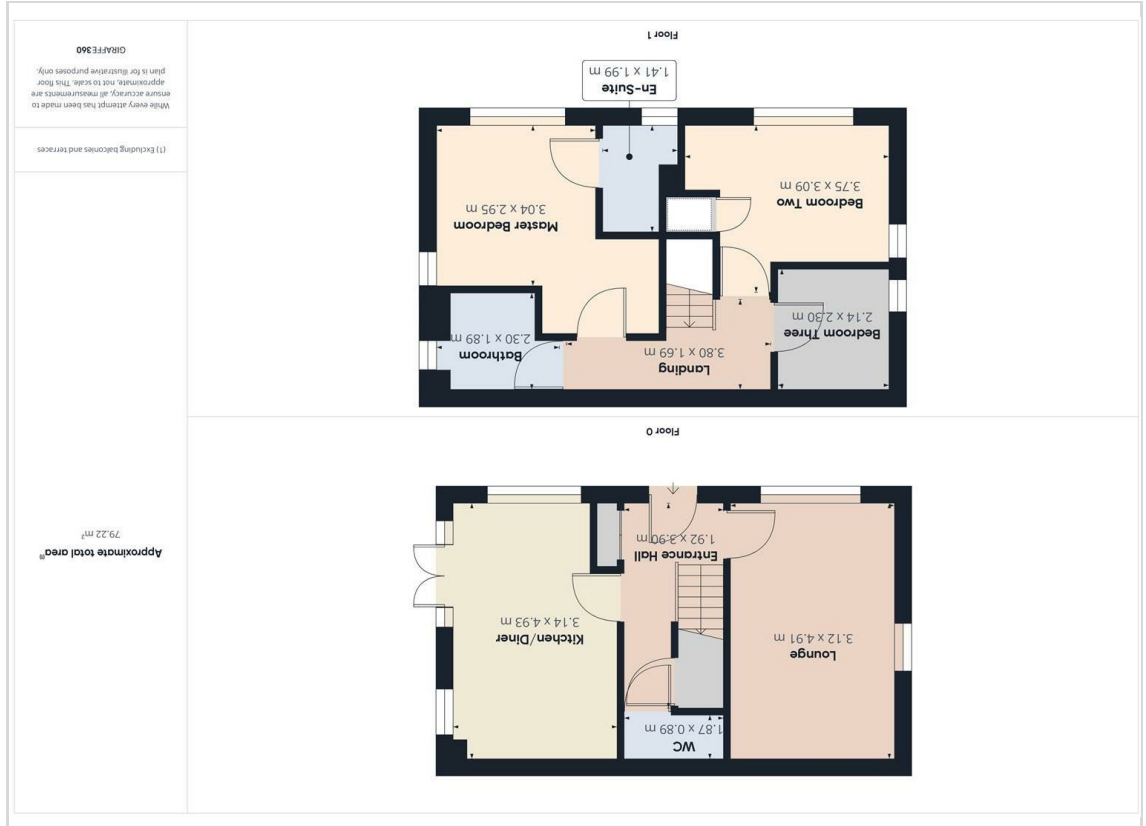 WC
1.87 x 0.89 m
Lounge
3.12 x 4.91 m
Kitchen/Diner
3.14 x 4.93 m
Entrance Hall
1.92 x 3.90 m
Floor 0
Landing
3.80 x 1.69 m
Bathroom
2.30 x 1.89 m
Bedroom Three
2.14 x 2.30 m
Master Bedroom
3.04 x 2.95 m
Bedroom Two
3.75 x 3.09 m
En-Suite
1.41 x 1.99 m
Floor 1
Approximate total area⁽¹⁾
79.22 m²
(1) Excluding balconies and terraces
While every attempt has been made to
ensure accuracy, all measurements are
approximate, not to scale. This floor
plan is for illustrative purposes only.
GIRAFFE360